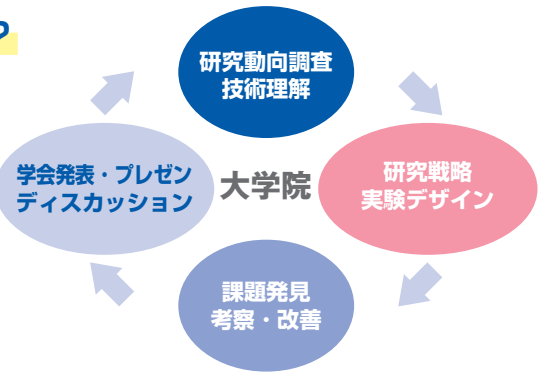 研究動向調査
技術理解
学会発表・プレゼン
ディスカッション
大学院
研究戦略
実験デザイン
課題発見
考察・改善